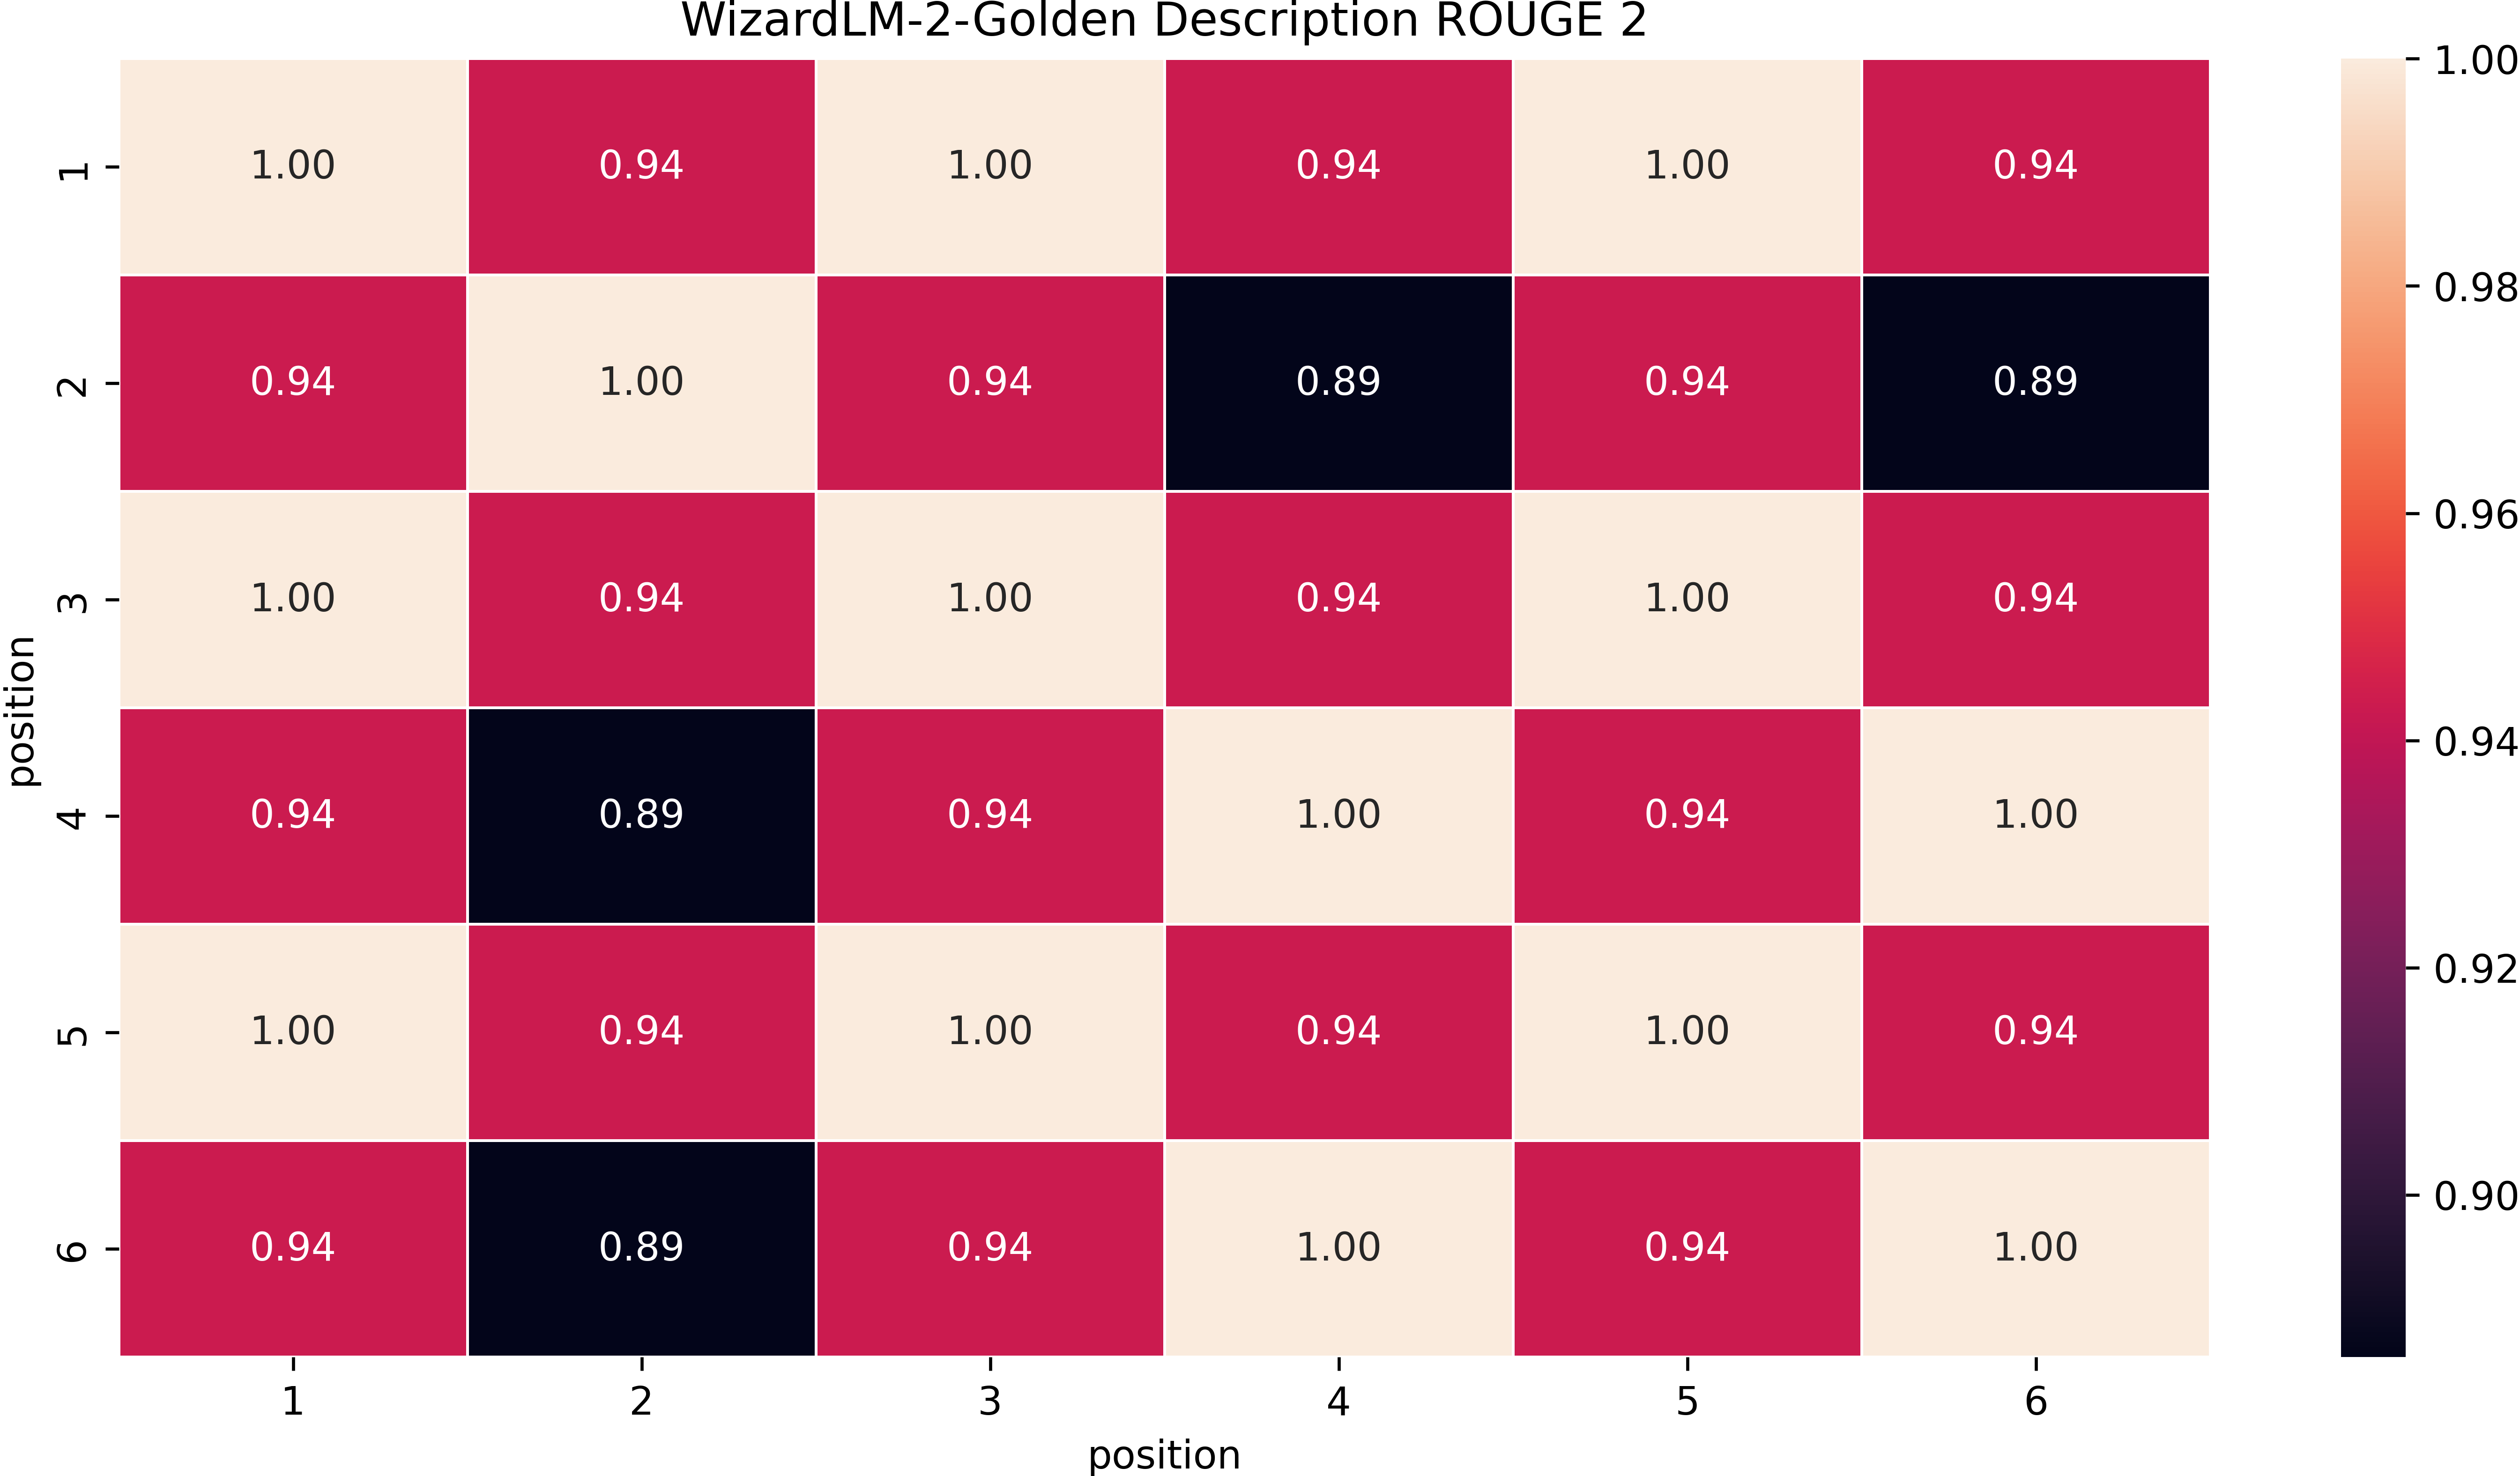 WizardLM-2-Golden Description ROUGE 2
1.00
1 1.00 0.94 1.00 0.94 1.00 0.94
0.98
2 0.94 1.00 0.94 0.89 0.94 0.89
0.96
3 1.00 0.94 1.00 0.94 1.00 0.94
position
0.94
4 0.94 0.89 0.94 1.00 0.94 1.00
0.92
5 1.00 0.94 1.00 0.94 1.00 0.94
0.90
6 0.94 0.89 0.94 1.00 0.94 1.00
1 2 3 4 5 6
position